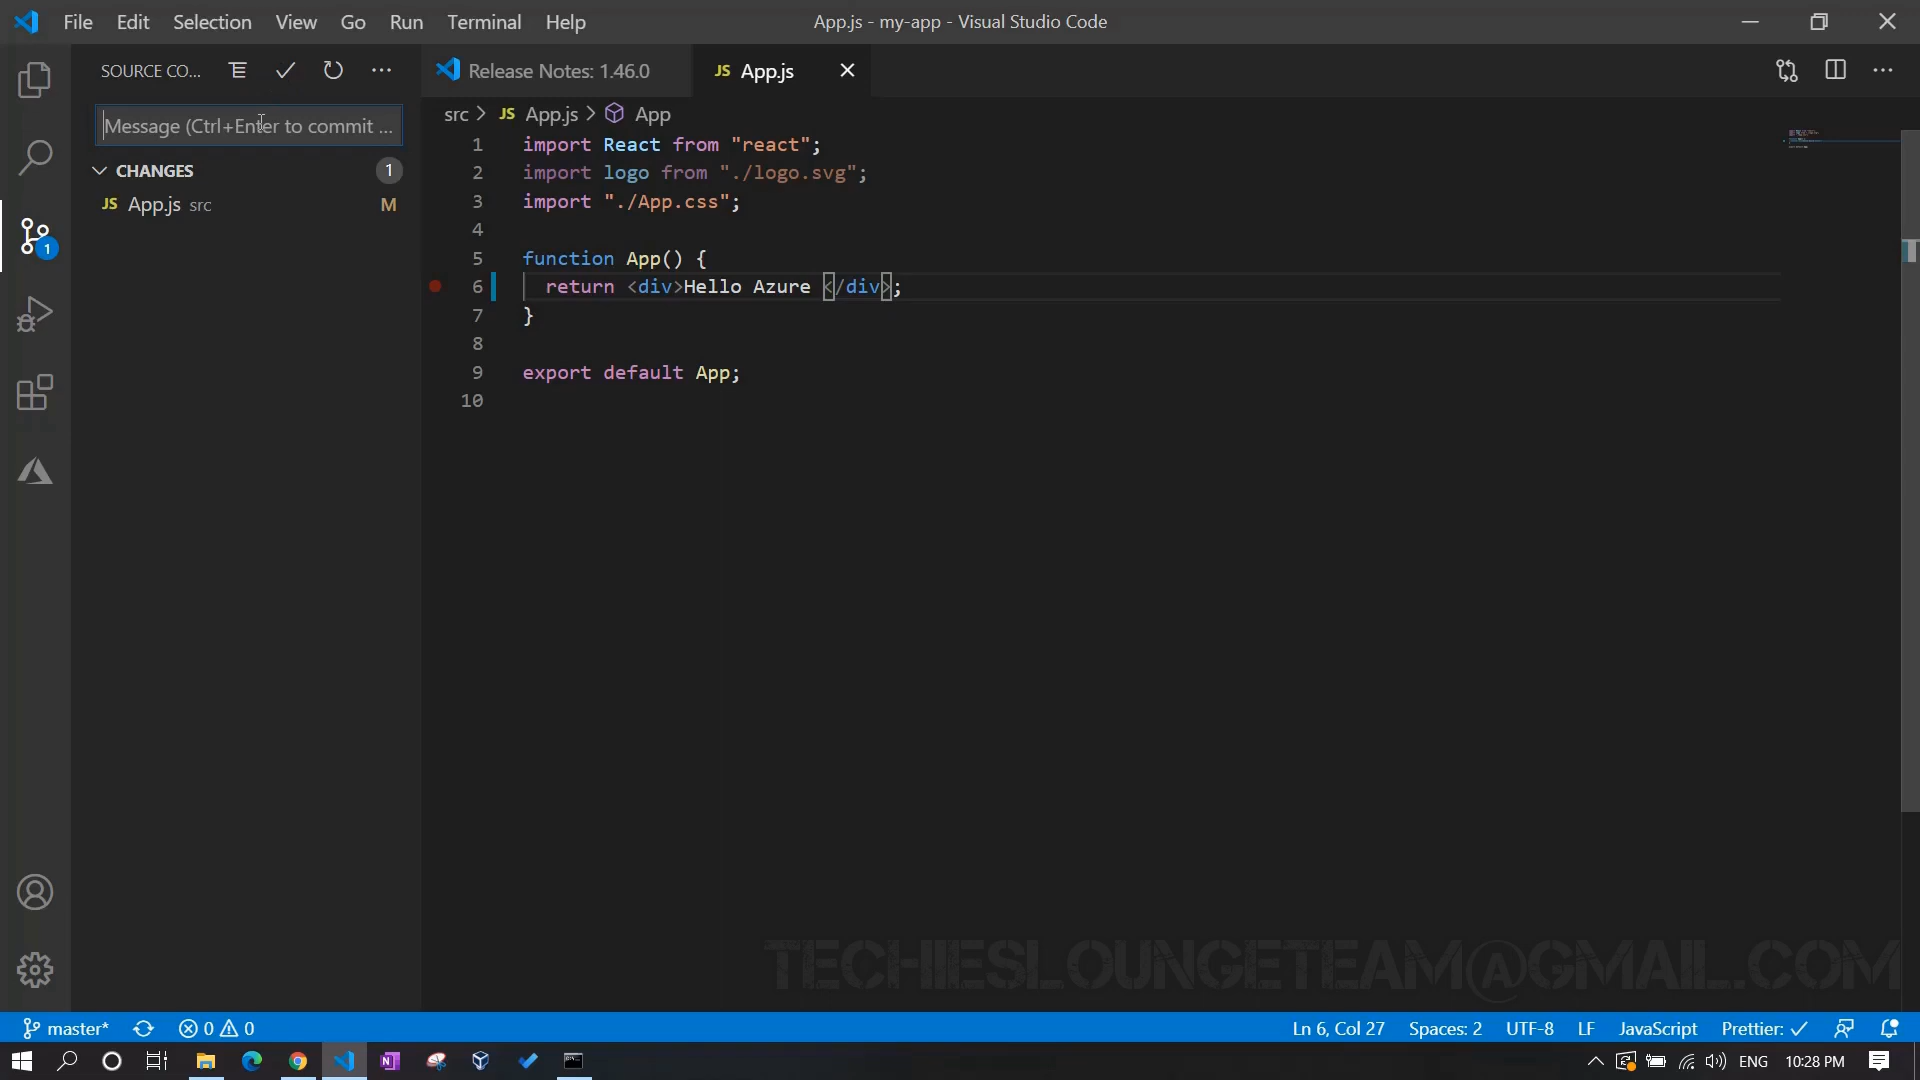 File Edit Selection View Go Run Terminal Help
App.js - my-app - Visual Studio Code
SOURCE CO...
Release Notes: 1.46.0
JS App.js
Message (Ctrl+Enter to commit ...
CHANGES 1
JS App.js src M
1
src > JS App.js > App
1 import React from "react";
2 import logo from "./logo.svg";
3 import "./App.css";
4
5 function App() {
6 return <div>Hello Azure </div>;
7 }
8
9 export default App;
10
TECHIESLOUNGETEAM@GMAIL.COM
master* 0 0
Ln 6, Col 27 Spaces: 2 UTF-8 LF JavaScript Prettier: ✓
ENG 10:28 PM